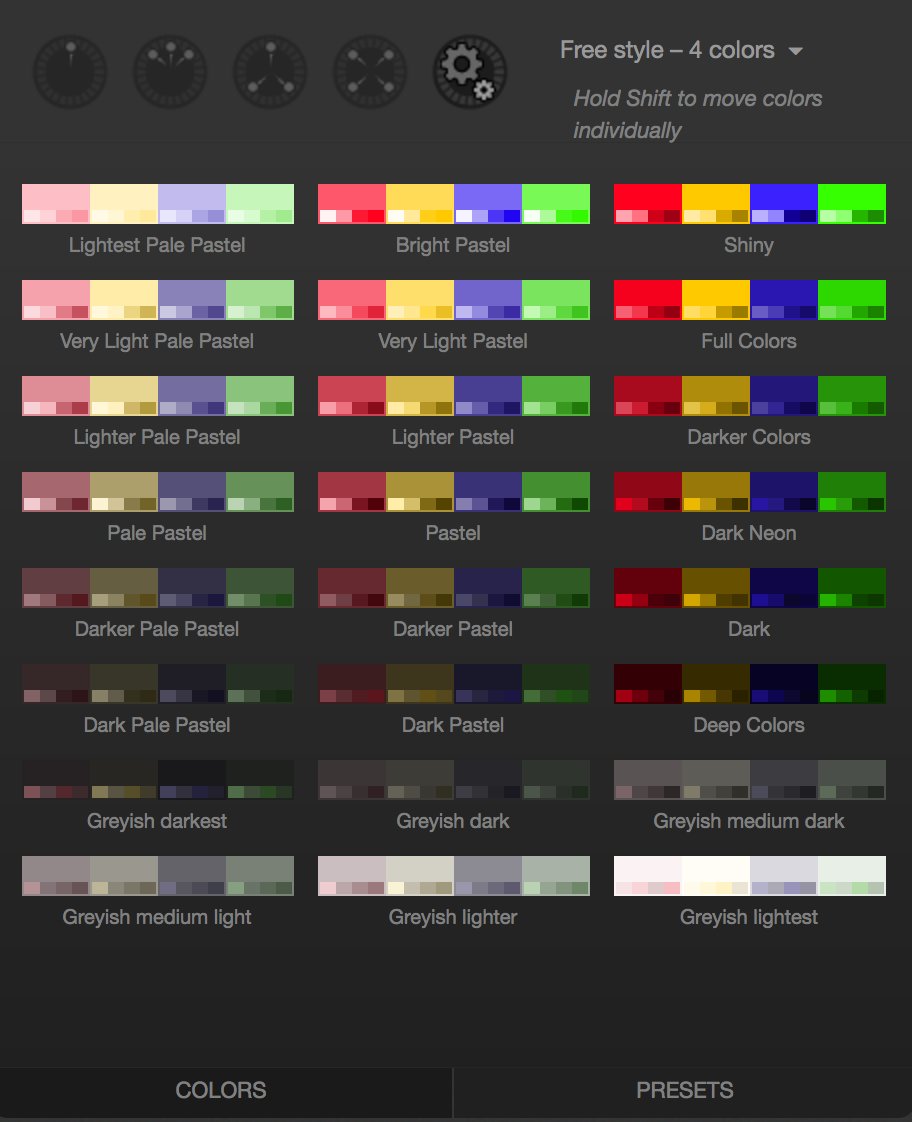 Free style – 4 colors
Hold Shift to move colors
individually
Lightest Pale Pastel
Bright Pastel
Shiny
Very Light Pale Pastel
Very Light Pastel
Full Colors
Lighter Pale Pastel
Lighter Pastel
Darker Colors
Pale Pastel
Pastel
Dark Neon
Darker Pale Pastel
Darker Pastel
Dark
Dark Pale Pastel
Dark Pastel
Deep Colors
Greyish darkest
Greyish dark
Greyish medium dark
Greyish medium light
Greyish lighter
Greyish lightest
COLORS
PRESETS